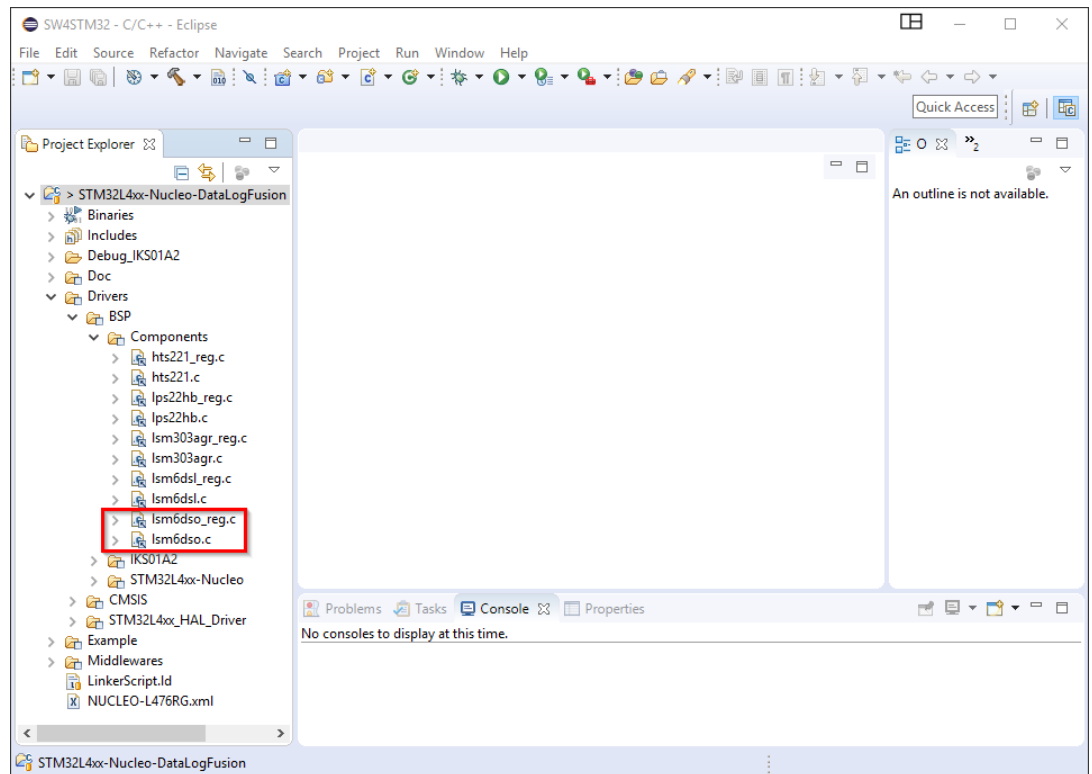 SW4STM32 - C/C++ - Eclipse
File Edit Source Refactor Navigate Search Project Run Window Help
Quick Access
Project Explorer
O
»2
> STM32L4xx-Nucleo-DataLogFusion
Binaries
Includes
Debug_IKS01A2
Doc
Drivers
BSP
Components
hts221_reg.c
hts221.c
lps22hb_reg.c
lps22hb.c
lsm303agr_reg.c
lsm303agr.c
lsm6dsl_reg.c
lsm6dsl.c
lsm6dso_reg.c
lsm6dso.c
IKS01A2
STM32L4xx-Nucleo
CMSIS
STM32L4xx_HAL_Driver
Example
Middlewares
LinkerScript.ld
NUCLEO-L476RG.xml
An outline is not available.
Problems Tasks Console Properties
No consoles to display at this time.
STM32L4xx-Nucleo-DataLogFusion